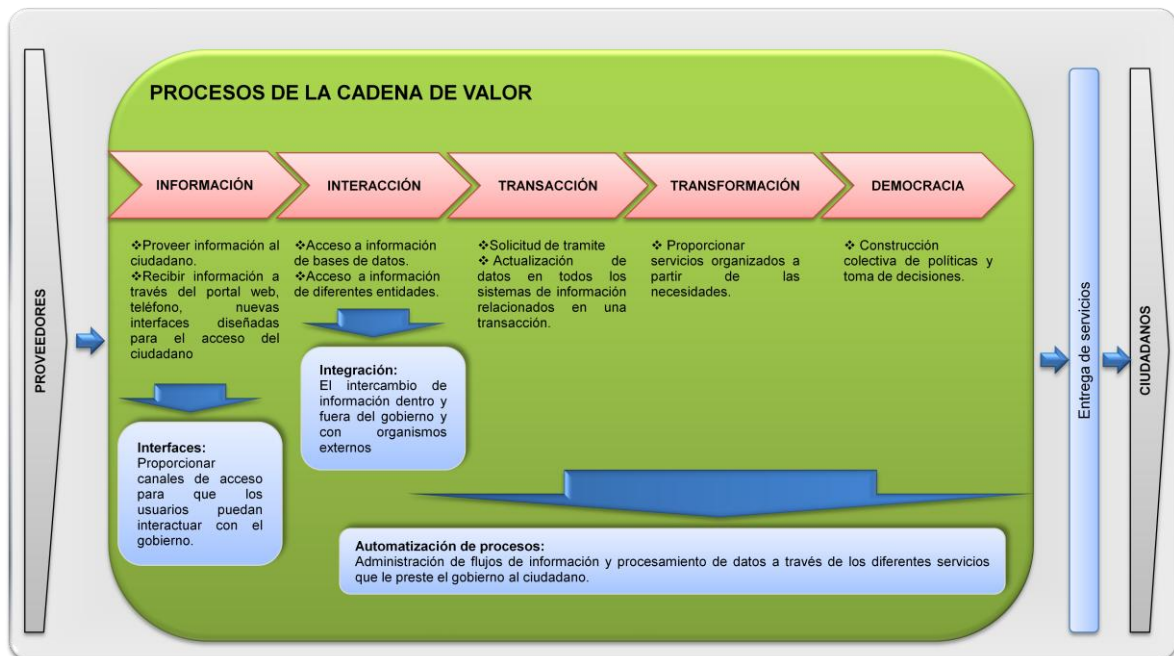 PROCESOS DE LA CADENA DE VALOR
PROVEEDORES
INFORMACIÓN
❖Proveer información al
ciudadano.
❖Recibir información a
través del portal web,
teléfono, nuevas
interfaces diseñadas
para el acceso del
ciudadano
Interfaces:
Proporcionar
canales de acceso
para que los
usuarios puedan
interactuar con el
gobierno.
INTERACCIÓN
❖Acceso a información
de bases de datos.
❖Acceso a información
de diferentes entidades.
Integración:
El intercambio de
información dentro y
fuera del gobierno y
con organismos
externos
TRANSACCIÓN
❖Solicitud de tramite
❖ Actualización de
datos en todos los
sistemas de información
relacionados en una
transacción.
TRANSFORMACIÓN
❖ Proporcionar
servicios organizados a
partir de las
necesidades.
DEMOCRACIA
❖ Construcción
colectiva de políticas y
toma de decisiones.
Automatización de procesos:
Administración de flujos de información y procesamiento de datos a través de los diferentes servicios
que le preste el gobierno al ciudadano.
Entrega de servicios
CIUDADANOS